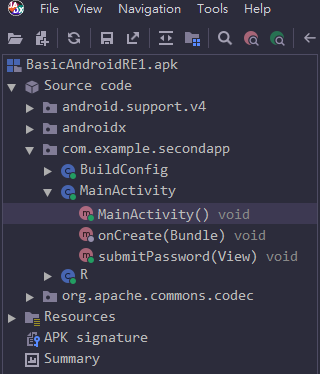 File View Navigation Tools Help
BasicAndroidRE1.apk
Source code
android.support.v4
androidx
com.example.secondapp
BuildConfig
MainActivity
MainActivity() void
onCreate(Bundle) void
submitPassword(View) void
R
org.apache.commons.codec
Resources
APK signature
Summary